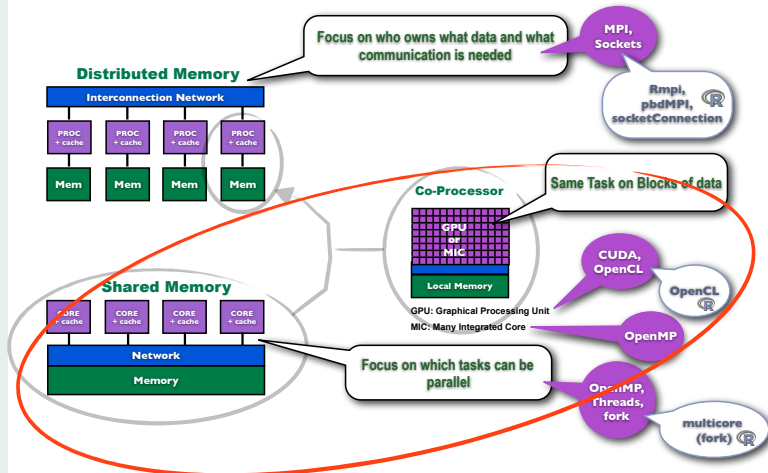 Focus on who owns what data and what
communication is needed
MPI,
Sockets
Rmpi,
pbdMPI,
socketConnection
R
Distributed Memory
Interconnection Network
PROC
+ cache
PROC
+ cache
PROC
+ cache
PROC
+ cache
Mem
Mem
Mem
Mem
Co-Processor
Same Task on Blocks of data
GPU
or
MIC
Local Memory
GPU: Graphical Processing Unit
MIC: Many Integrated Core
CUDA,
OpenCL
OpenCL
R
OpenMP
Shared Memory
CORE
+ cache
CORE
+ cache
CORE
+ cache
CORE
+ cache
Network
Memory
Focus on which tasks can be
parallel
OpenMP,
Threads,
fork
multicore
(fork) R